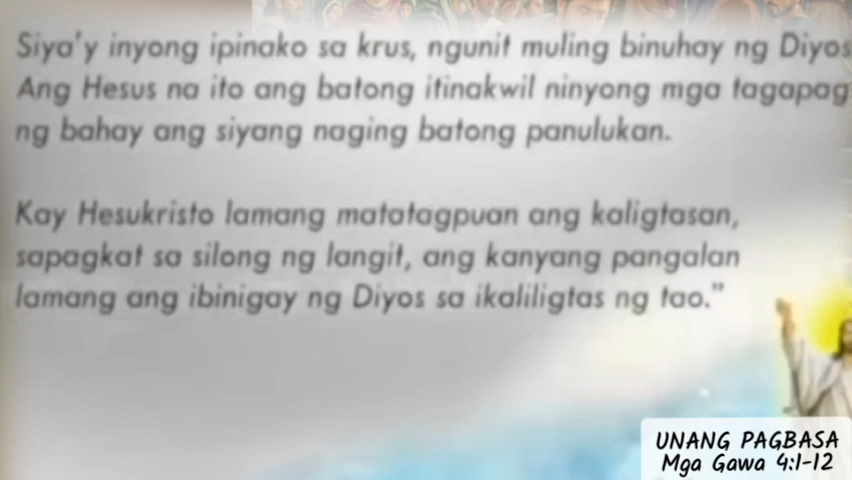 Siya'y inyong ipinako sa krus, ngunit muling binuhay ng Diyos
Ang Hesus na ito ang batong itinakwil ninyong mga tagapag
ng bahay ang siyang naging batong panulukan.
Kay Hesukristo lamang matatagpuan ang kaligtasan,
sapagkat sa silong ng langit, ang kanyang pangalan
lamang ang ibinigay ng Diyos sa ikaliligtas ng tao."
UNANG PAGBASA
Mga Gawa 4:1-12